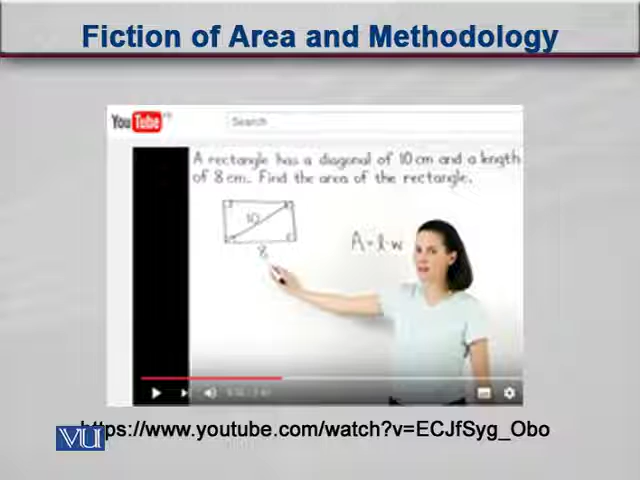 Fiction of Area and Methodology
YouTube
Search
A rectangle has a diagonal of 10 cm and a length
of 8 cm. Find the area of the rectangle.
10
A = l · w
8
https://www.youtube.com/watch?v=ECJfSyg_Obo
VU